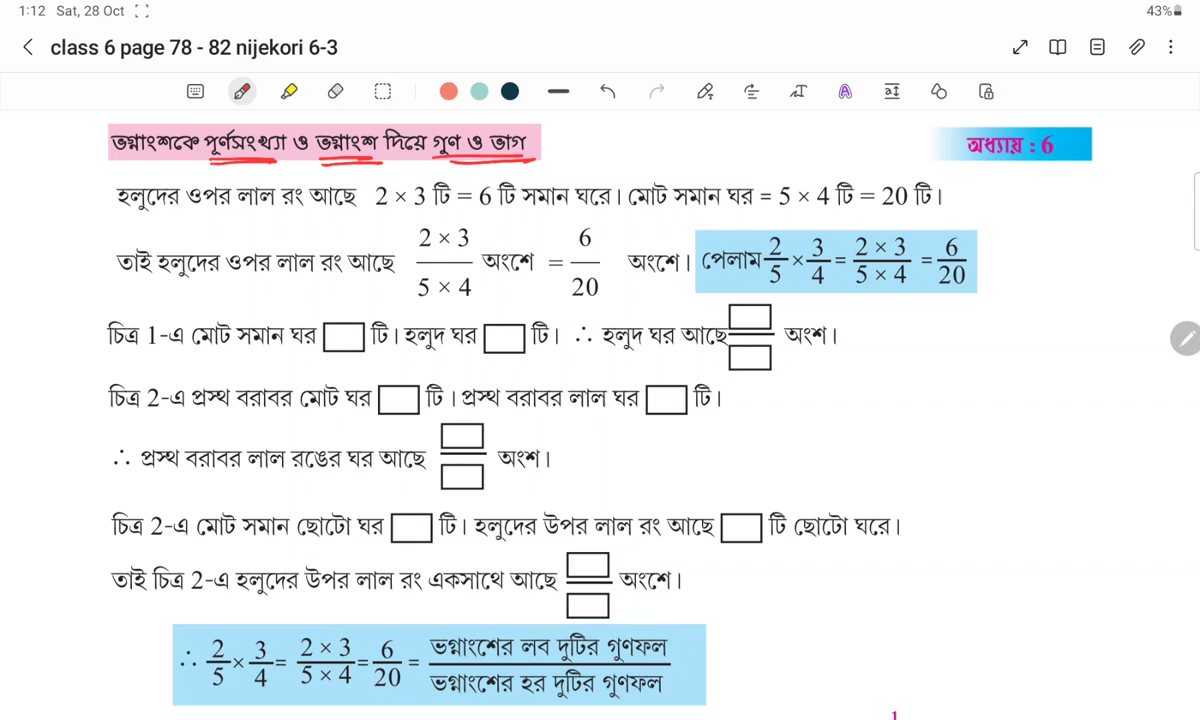 1:12 Sat, 28 Oct
43%
class 6 page 78 - 82 nijekori 6-3
ভগ্নাংশকে পূর্ণসংখ্যা ও ভগ্নাংশ দিয়ে গুণ ও ভাগ
অধ্যায় : 6
হলুদের ওপর লাল রং আছে 2 × 3 টি = 6 টি সমান ঘরে। মোট সমান ঘর = 5 × 4 টি = 20 টি।
তাই হলুদের ওপর লাল রং আছে (2 × 3)/(5 × 4) অংশে = 6/20 অংশে। পেলাম 2/5 × 3/4 = (2 × 3)/(5 × 4) = 6/20
চিত্র 1-এ মোট সমান ঘর □ টি। হলুদ ঘর □ টি। ∴ হলুদ ঘর আছে □/□ অংশ।
চিত্র 2-এ প্রস্থ বরাবর মোট ঘর □ টি। প্রস্থ বরাবর লাল ঘর □ টি।
∴ প্রস্থ বরাবর লাল রঙের ঘর আছে □/□ অংশ।
চিত্র 2-এ মোট সমান ছোটো ঘর □ টি। হলুদের উপর লাল রং আছে □ টি ছোটো ঘরে।
তাই চিত্র 2-এ হলুদের উপর লাল রং একসাথে আছে □/□ অংশে।
∴ 2/5 × 3/4 = (2 × 3)/(5 × 4) = 6/20 = ভগ্নাংশের লব দুটির গুণফল/ভগ্নাংশের হর দুটির গুণফল